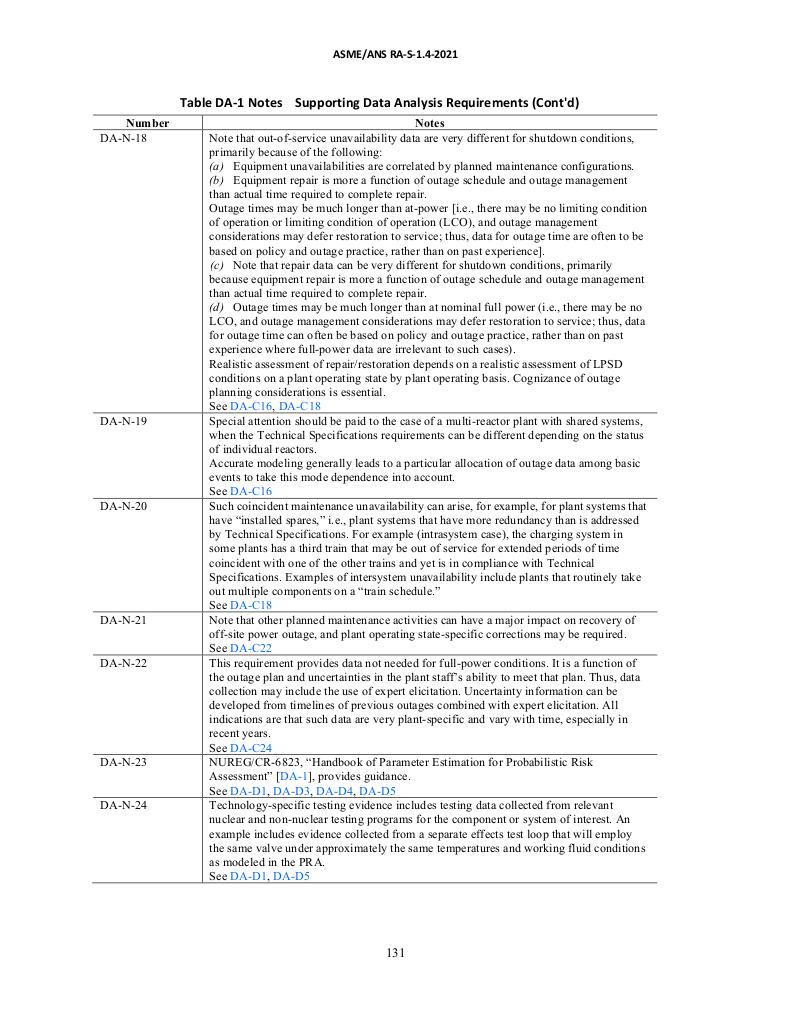 ASME/ANS RA-S-1.4-2021
Table DA-1 Notes Supporting Data Analysis Requirements (Cont'd)
Number Notes
DA-N-18 Note that out-of-service unavailability data are very different for shutdown conditions,
primarily because of the following:
(a) Equipment unavailabilities are correlated by planned maintenance configurations.
(b) Equipment repair is more a function of outage schedule and outage management
than actual time required to complete repair.
Outage times may be much longer than at-power [i.e., there may be no limiting condition
of operation or limiting condition of operation (LCO), and outage management
considerations may defer restoration to service; thus, data for outage time are often to be
based on policy and outage practice, rather than on past experience].
(c) Note that repair data can be very different for shutdown conditions, primarily
because equipment repair is more a function of outage schedule and outage management
than actual time required to complete repair.
(d) Outage times may be much longer than at nominal full power (i.e., there may be no
LCO, and outage management considerations may defer restoration to service; thus, data
for outage time can often be based on policy and outage practice, rather than on past
experience where full-power data are irrelevant to such cases).
Realistic assessment of repair/restoration depends on a realistic assessment of LPSD
conditions on a plant operating state by plant operating basis. Cognizance of outage
planning considerations is essential.
See DA-C16, DA-C18
DA-N-19 Special attention should be paid to the case of a multi-reactor plant with shared systems,
when the Technical Specifications requirements can be different depending on the status
of individual reactors.
Accurate modeling generally leads to a particular allocation of outage data among basic
events to take this mode dependence into account.
See DA-C16
DA-N-20 Such coincident maintenance unavailability can arise, for example, for plant systems that
have “installed spares,” i.e., plant systems that have more redundancy than is addressed
by Technical Specifications. For example (intrasystem case), the charging system in
some plants has a third train that may be out of service for extended periods of time
coincident with one of the other trains and yet is in compliance with Technical
Specifications. Examples of intersystem unavailability include plants that routinely take
out multiple components on a “train schedule.”
See DA-C18
DA-N-21 Note that other planned maintenance activities can have a major impact on recovery of
off-site power outage, and plant operating state-specific corrections may be required.
See DA-C22
DA-N-22 This requirement provides data not needed for full-power conditions. It is a function of
the outage plan and uncertainties in the plant staff’s ability to meet that plan. Thus, data
collection may include the use of expert elicitation. Uncertainty information can be
developed from timelines of previous outages combined with expert elicitation. All
indications are that such data are very plant-specific and vary with time, especially in
recent years.
See DA-C24
DA-N-23 NUREG/CR-6823, “Handbook of Parameter Estimation for Probabilistic Risk
Assessment” [DA-1], provides guidance.
See DA-D1, DA-D3, DA-D4, DA-D5
DA-N-24 Technology-specific testing evidence includes testing data collected from relevant
nuclear and non-nuclear testing programs for the component or system of interest. An
example includes evidence collected from a separate effects test loop that will employ
the same valve under approximately the same temperatures and working fluid conditions
as modeled in the PRA.
See DA-D1, DA-D5
131